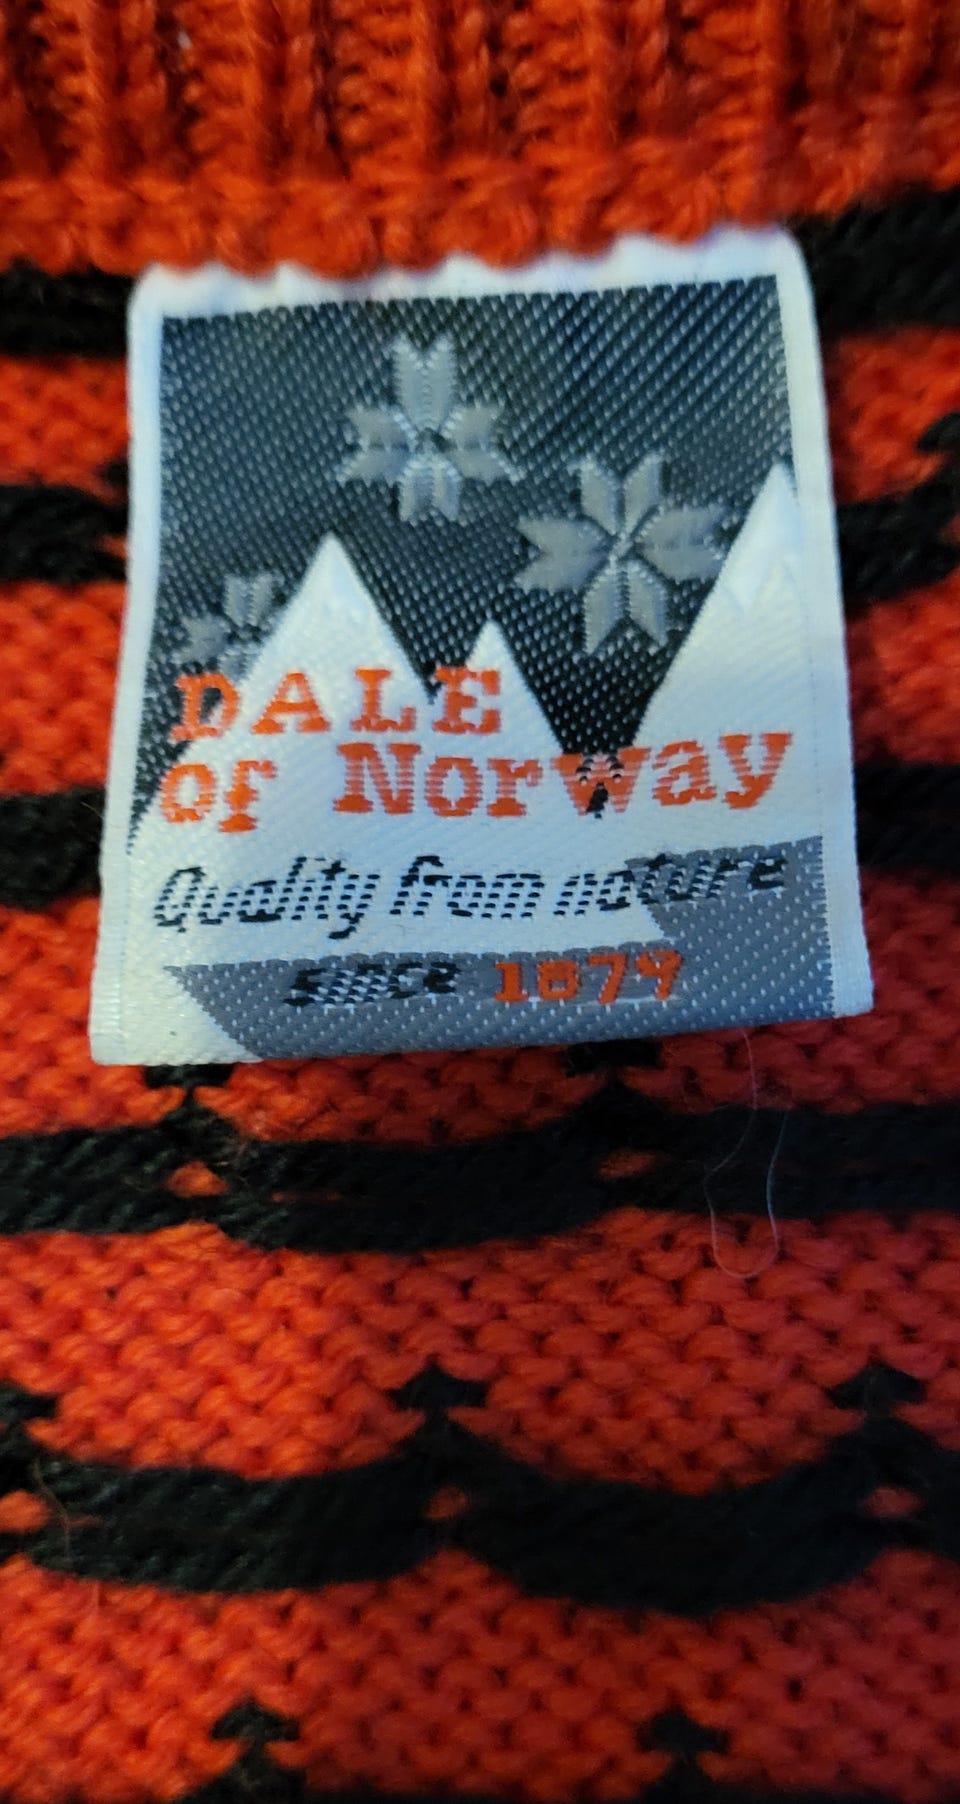 DALE
of Norway
Quality from nature
since 1879